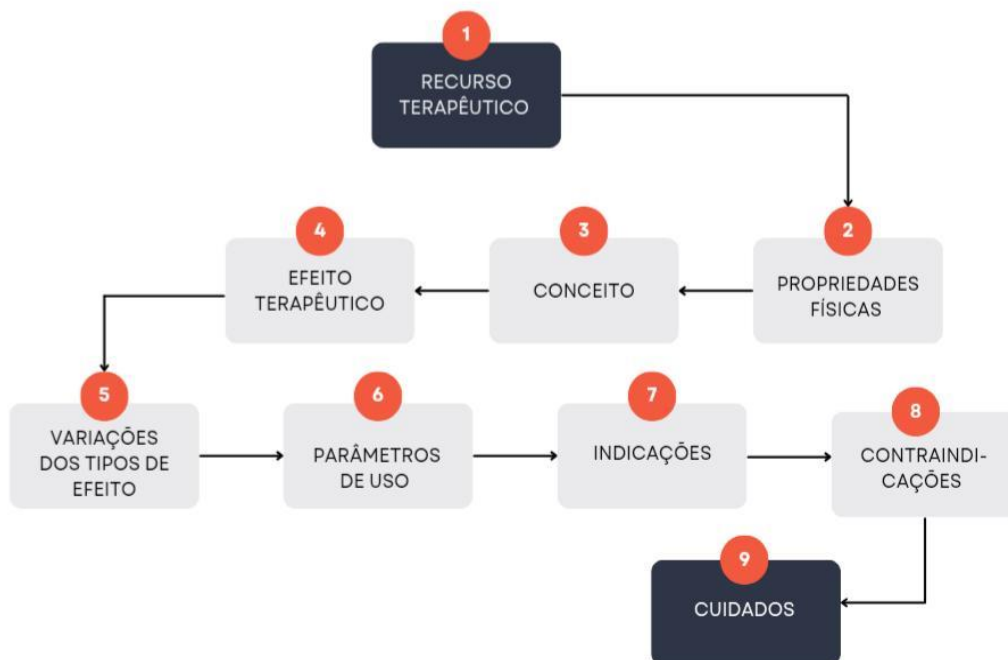 1
RECURSO
TERAPÊUTICO
2
PROPRIEDADES
FÍSICAS
3
CONCEITO
4
EFEITO
TERAPÊUTICO
5
VARIAÇÕES
DOS TIPOS DE
EFEITO
6
PARÂMETROS
DE USO
7
INDICAÇÕES
8
CONTRAINDI-
CAÇÕES
9
CUIDADOS